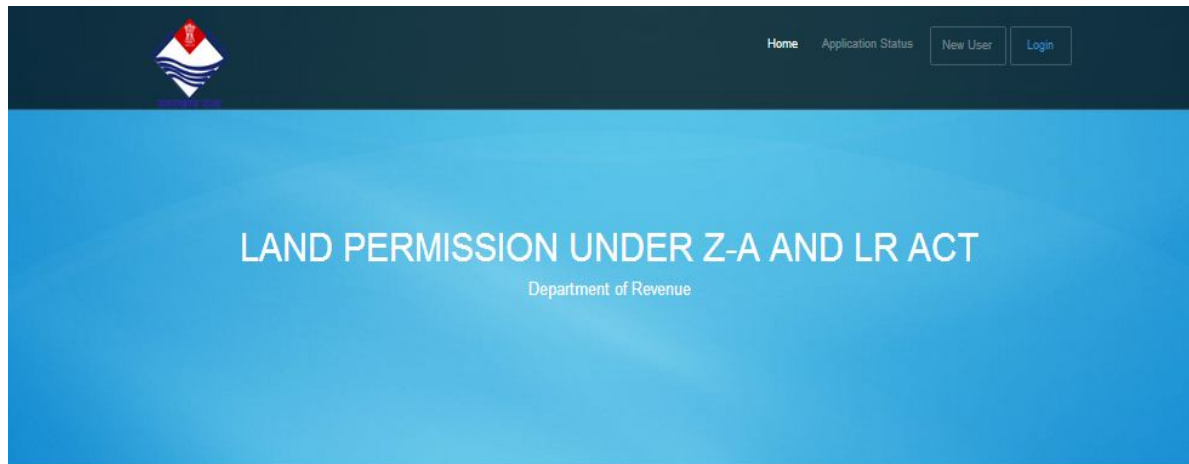 Home Application Status New User Login
LAND PERMISSION UNDER Z-A AND LR ACT
Department of Revenue